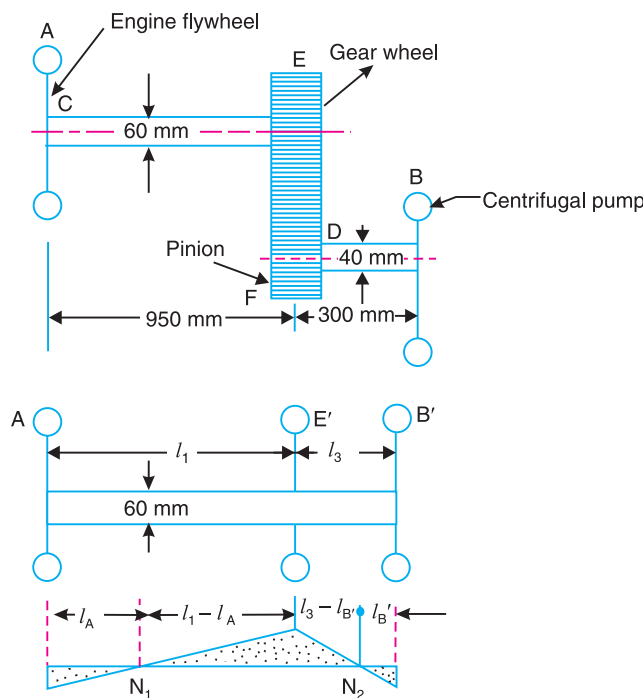 A
Engine flywheel
E
Gear wheel
C
60 mm
B
Centrifugal pump
D
Pinion
40 mm
F
950 mm
300 mm
A
E′
B′
l1
l3
60 mm
lA
l1 – lA
l3 – lB′
lB′
N1
N2